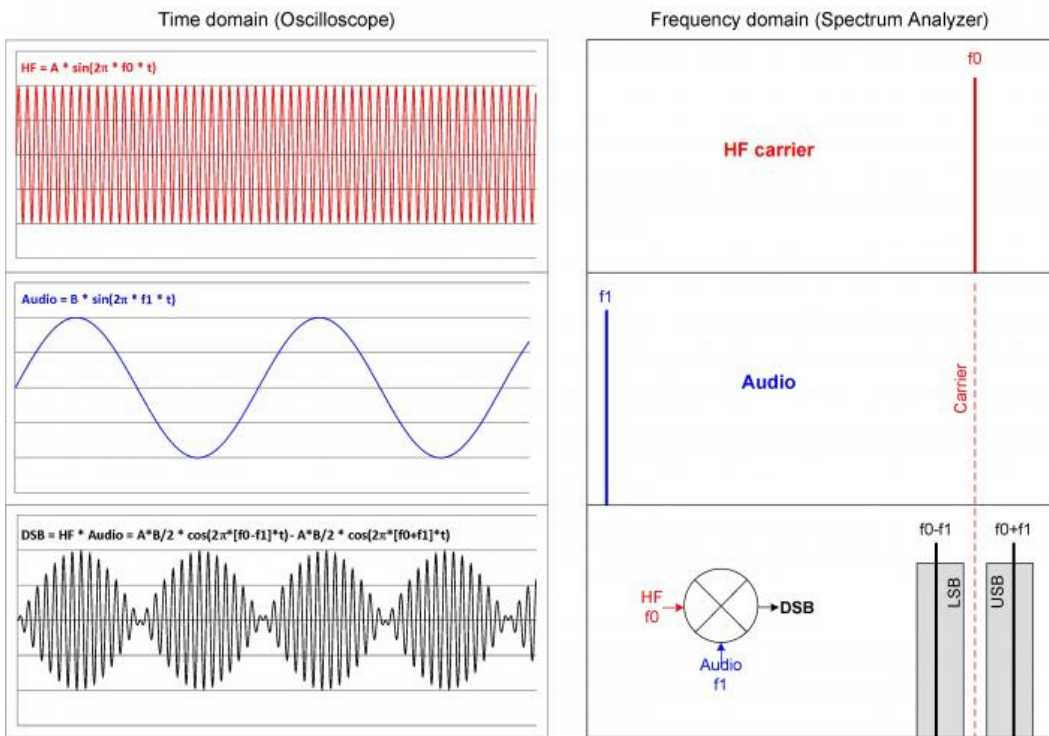 Time domain (Oscilloscope)
Frequency domain (Spectrum Analyzer)
HF = A * sin(2π * f0 * t)
f0
HF carrier
Audio = B * sin(2π * f1 * t)
f1
Audio
Carrier
DSB = HF * Audio = A*B/2 * cos(2π*[f0-f1]*t)- A*B/2 * cos(2π*[f0+f1]*t)
f0-f1
f0+f1
LSB
USB
HF
f0
DSB
Audio
f1